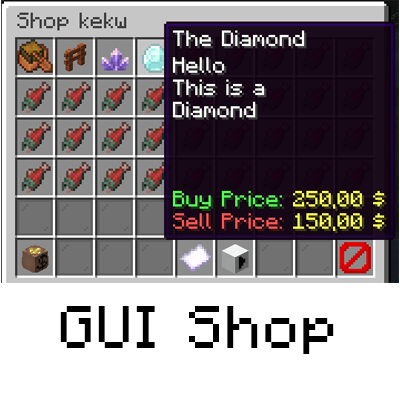 Shop kekw
The Diamond
Hello
This is a
Diamond
Buy Price: 250,00 $
Sell Price: 150,00 $
GUI Shop